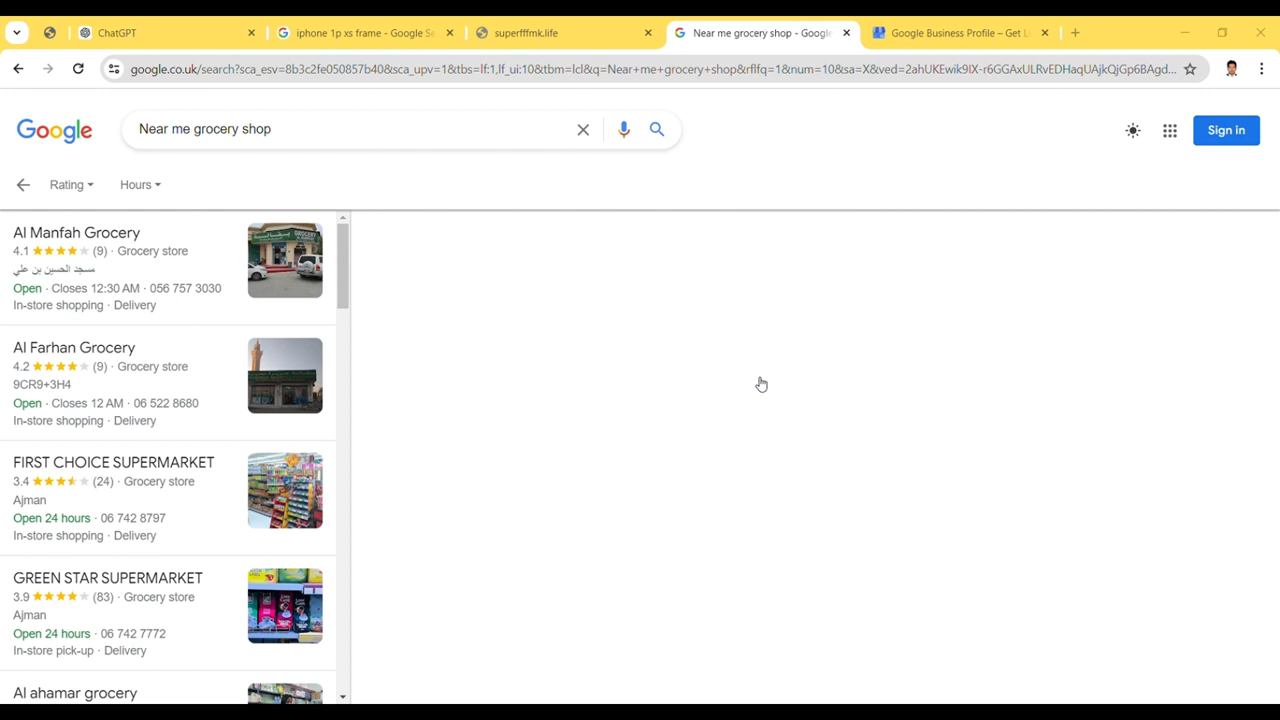 ChatGPT
iphone 1p xs frame - Google Se
superfffmk.life
Near me grocery shop - Google
Google Business Profile – Get Li
google.co.uk/search?sca_esv=8b3c2fe050857b40&sca_upv=1&tbs=lf:1,lf_ui:10&tbm=lcl&q=Near+me+grocery+shop&rflfq=1&num=10&sa=X&ved=2ahUKEwik9IX-r6GGAxULRvEDHaqUAjkQjGp6BAgd...
Google
Near me grocery shop
Sign in
Rating
Hours
Al Manfah Grocery
4.1 (9) · Grocery store
مسجد الحسين بن علي
Open · Closes 12:30 AM · 056 757 3030
In-store shopping · Delivery
Al Farhan Grocery
4.2 (9) · Grocery store
9CR9+3H4
Open · Closes 12 AM · 06 522 8680
In-store shopping · Delivery
FIRST CHOICE SUPERMARKET
3.4 (24) · Grocery store
Ajman
Open 24 hours · 06 742 8797
In-store shopping · Delivery
GREEN STAR SUPERMARKET
3.9 (83) · Grocery store
Ajman
Open 24 hours · 06 742 7772
In-store pick-up · Delivery
Al ahamar grocery